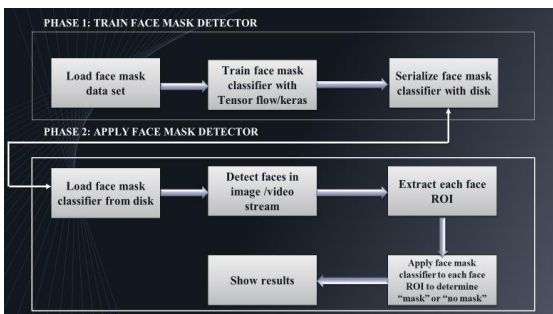 PHASE 1: TRAIN FACE MASK DETECTOR
Load face mask
data set
Train face mask
classifier with
Tensor flow/keras
Serialize face mask
classifier with disk
PHASE 2: APPLY FACE MASK DETECTOR
Load face mask
classifier from disk
Detect faces in
image /video
stream
Extract each face
ROI
Apply face mask
classifier to each face
ROI to determine
"mask" or "no mask"
Show results